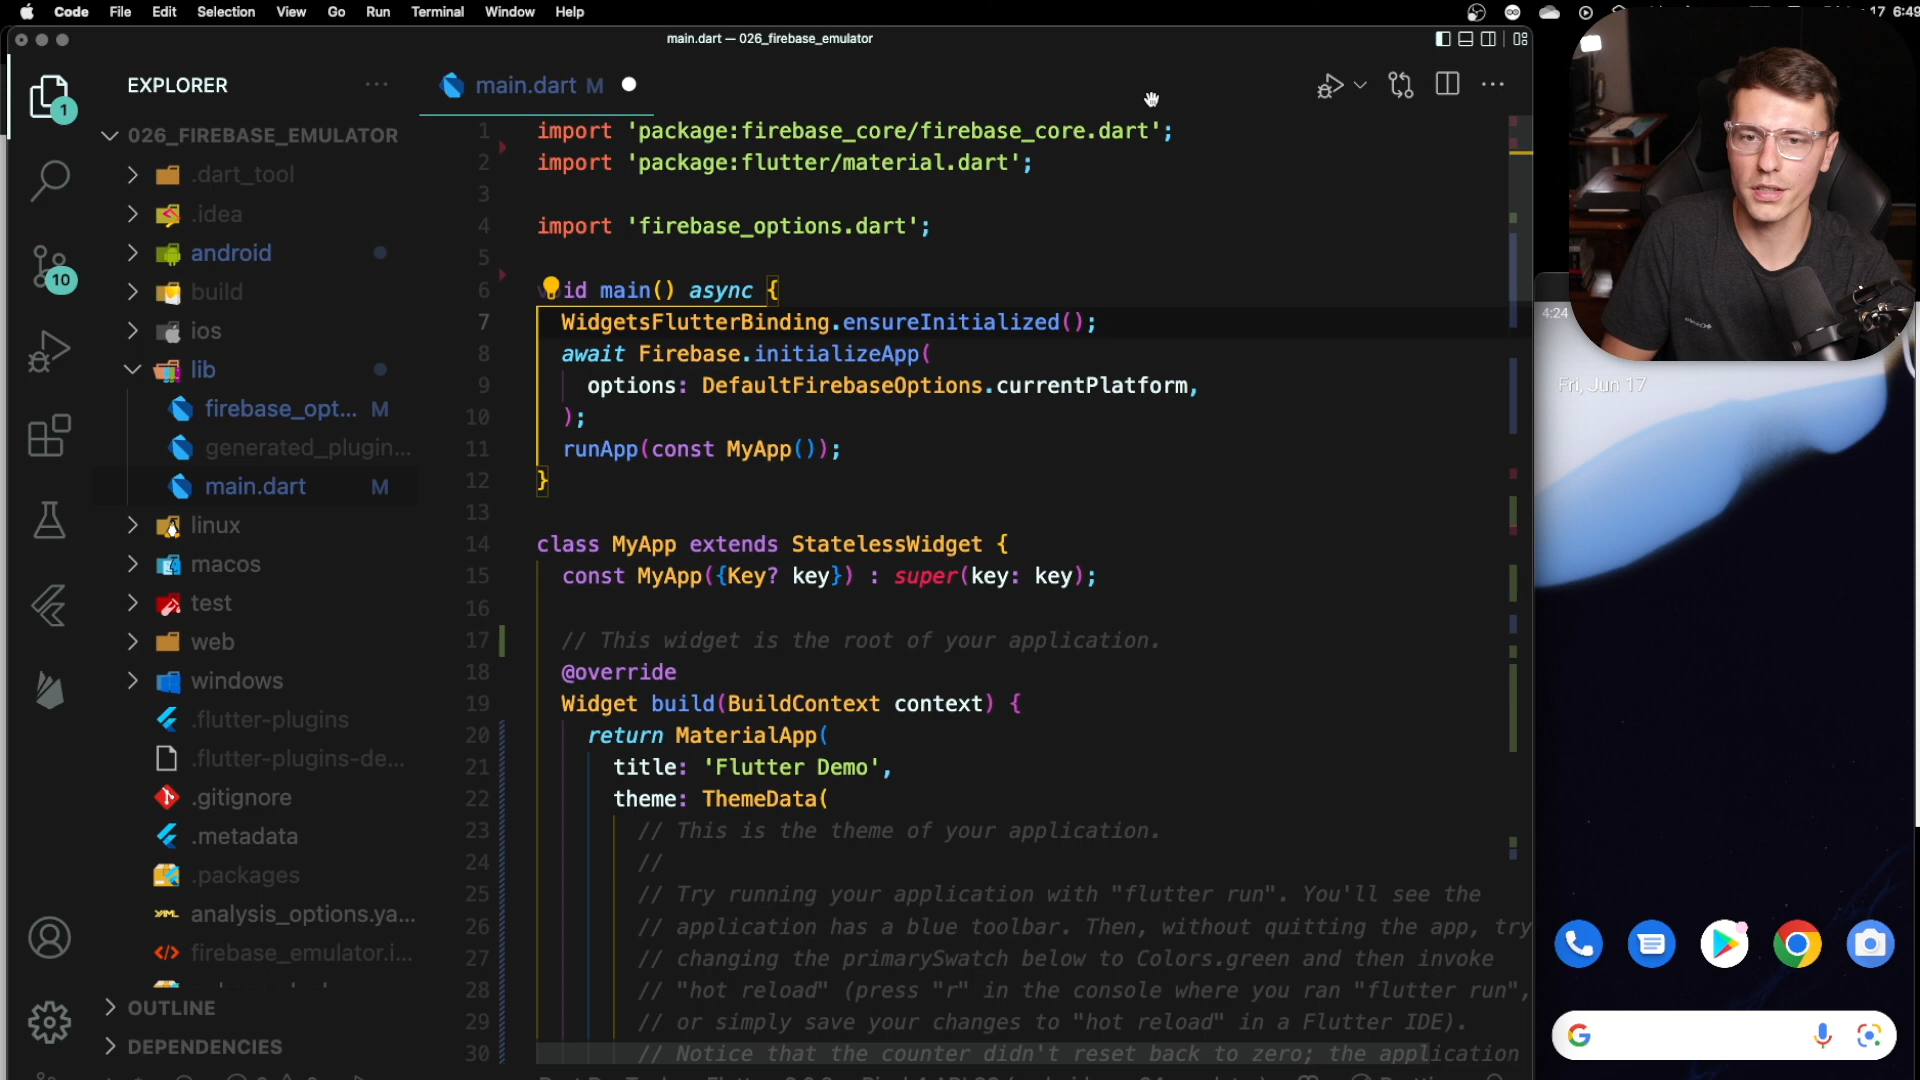 Code File Edit Selection View Go Run Terminal Window Help
17 6:49
main.dart — 026_firebase_emulator
EXPLORER
main.dart M
1
026_FIREBASE_EMULATOR
.dart_tool
.idea
android
build
ios
lib
firebase_opt... M
generated_plugin...
main.dart M
linux
macos
test
web
windows
.flutter-plugins
.flutter-plugins-de...
.gitignore
.metadata
.packages
analysis_options.ya...
firebase_emulator.i...
OUTLINE
DEPENDENCIES
10
1 import 'package:firebase_core/firebase_core.dart';
2 import 'package:flutter/material.dart';
3
4 import 'firebase_options.dart';
5
6 id main() async {
7 WidgetsFlutterBinding.ensureInitialized();
8 await Firebase.initializeApp(
9 options: DefaultFirebaseOptions.currentPlatform,
10 );
11 runApp(const MyApp());
12 }
13
14 class MyApp extends StatelessWidget {
15 const MyApp({Key? key}) : super(key: key);
16
17 // This widget is the root of your application.
18 @override
19 Widget build(BuildContext context) {
20 return MaterialApp(
21 title: 'Flutter Demo',
22 theme: ThemeData(
23 // This is the theme of your application.
24 //
25 // Try running your application with "flutter run". You'll see the
26 // application has a blue toolbar. Then, without quitting the app, try
27 // changing the primarySwatch below to Colors.green and then invoke
28 // "hot reload" (press "r" in the console where you ran "flutter run",
29 // or simply save your changes to "hot reload" in a Flutter IDE).
30 // Notice that the counter didn't reset back to zero; the application
4:24
Fri, Jun 17